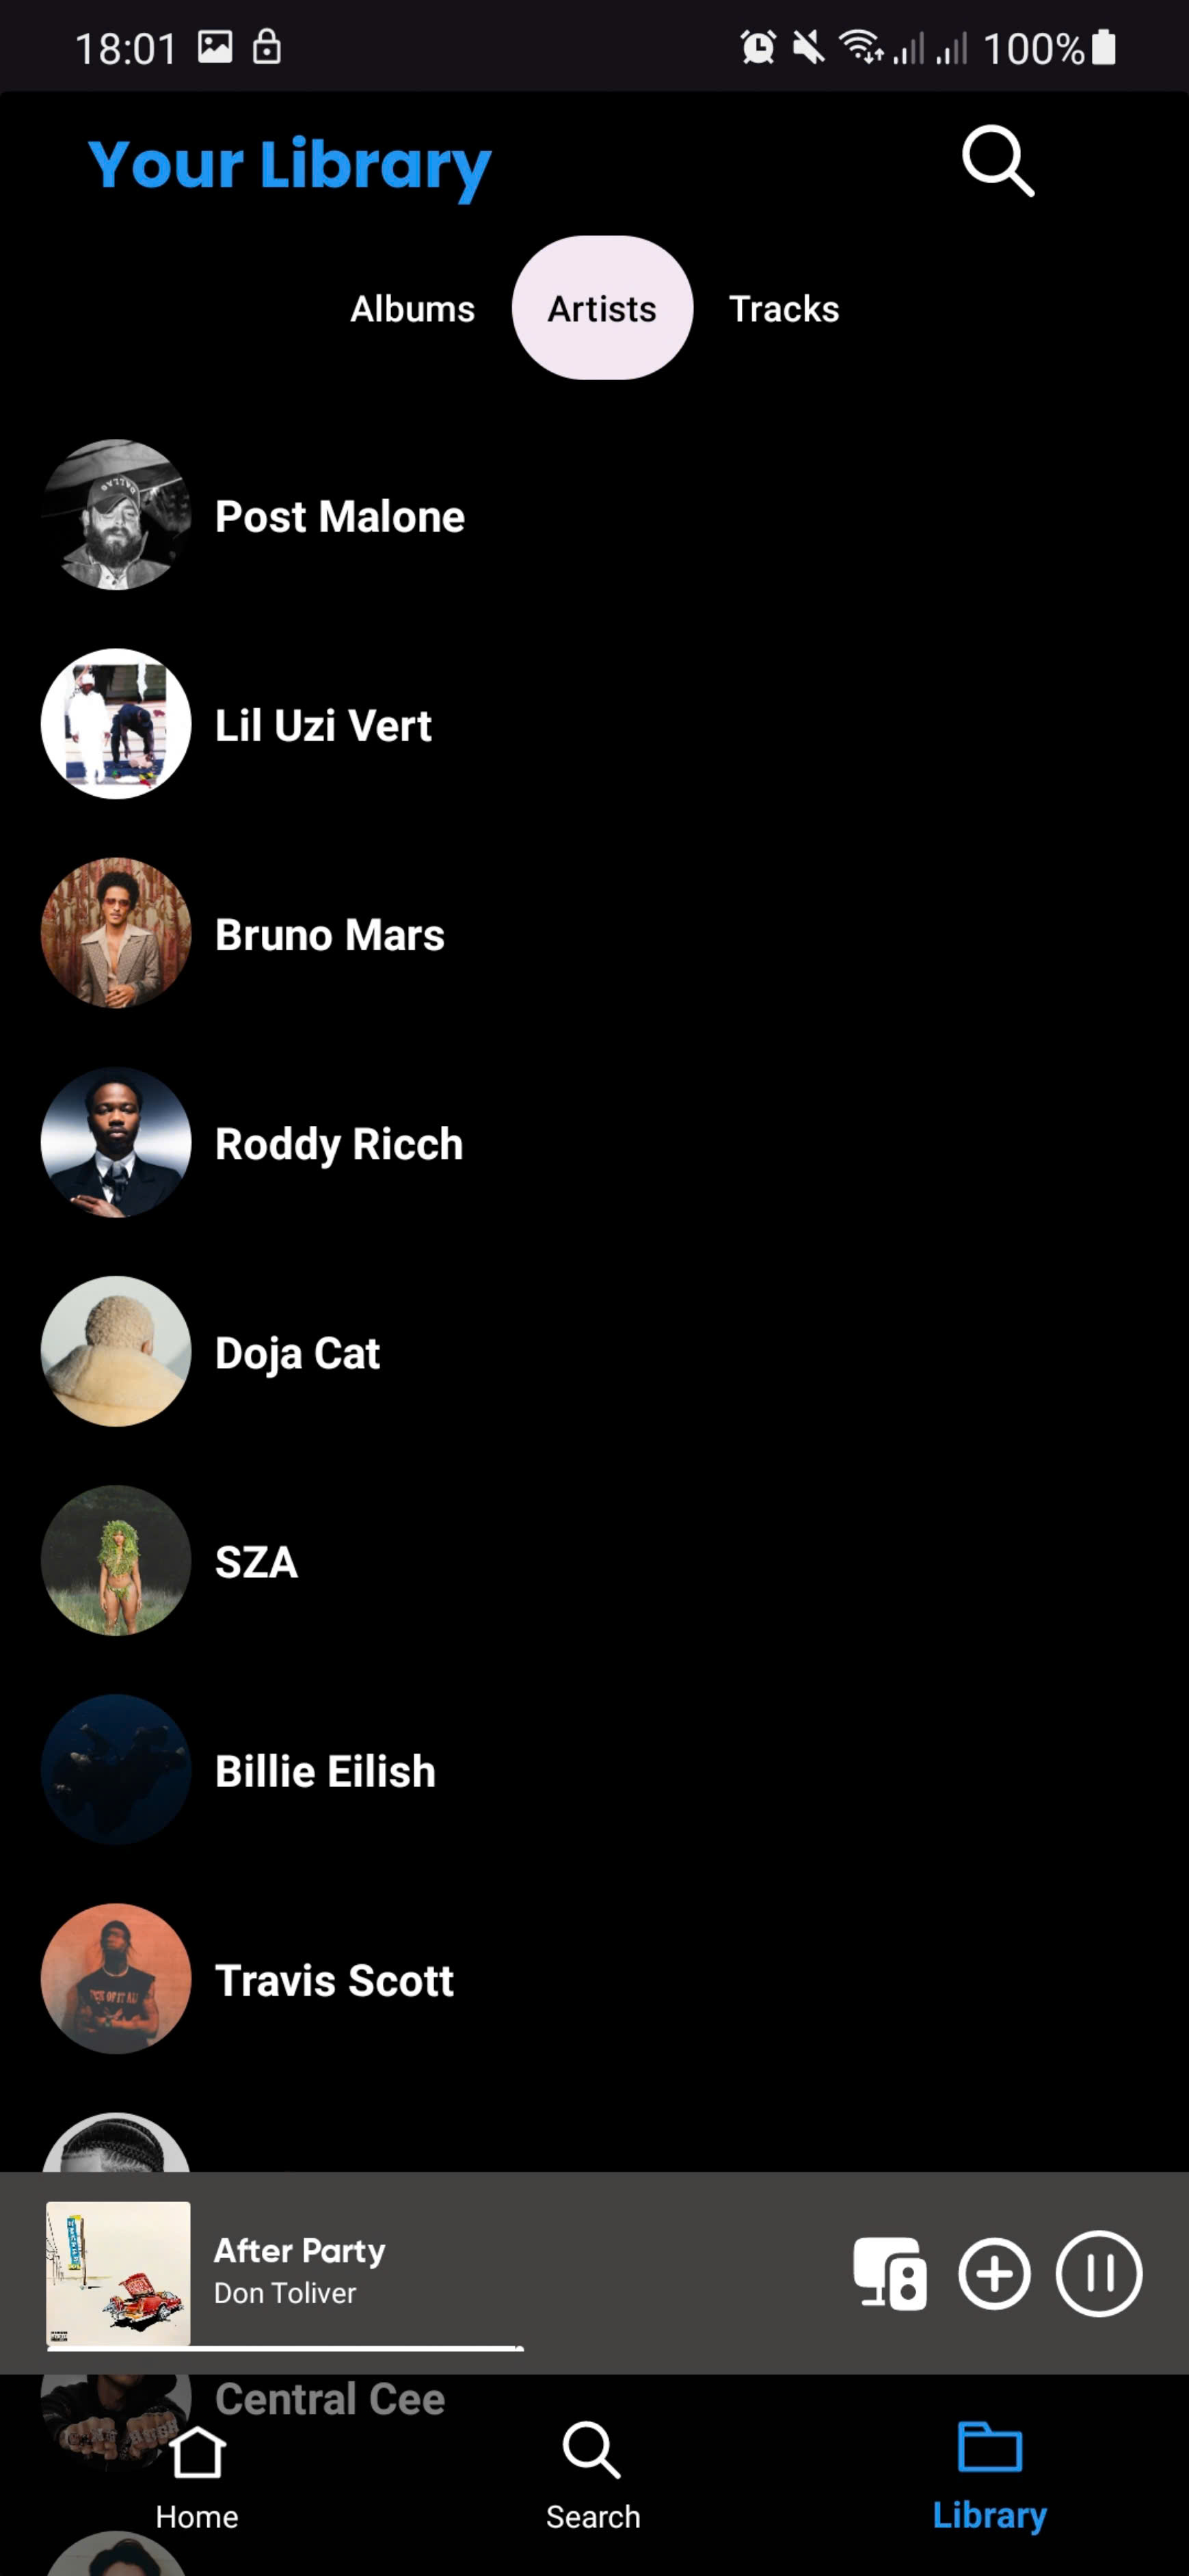 18:01
100%
Your Library
Albums Artists Tracks
Post Malone
Lil Uzi Vert
Bruno Mars
Roddy Ricch
Doja Cat
SZA
Billie Eilish
Travis Scott
After Party
Don Toliver
Central Cee
Home Search Library